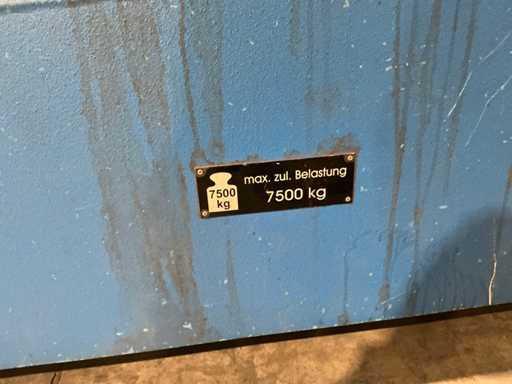 7500
kg
max. zul. Belastung
7500 kg